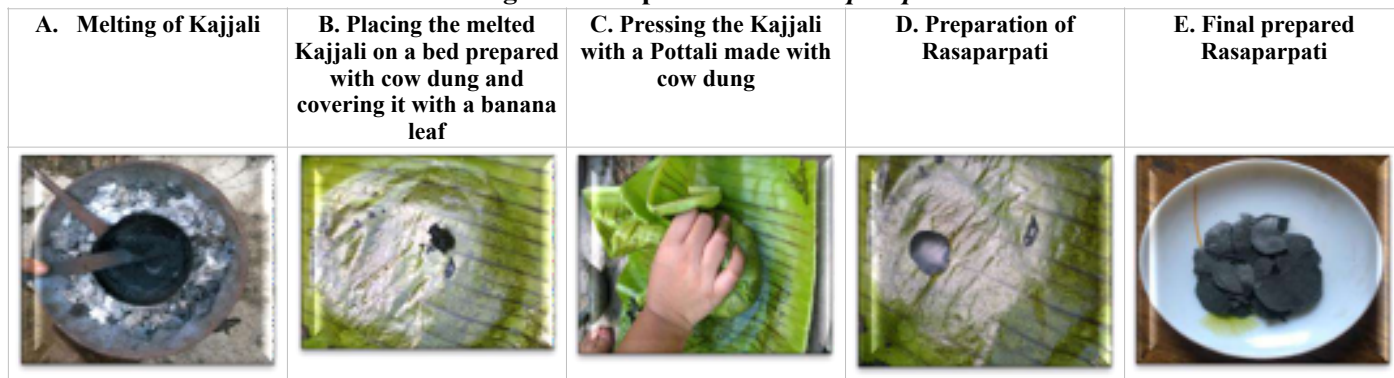 A. Melting of Kajjali
B. Placing the melted
Kajjali on a bed prepared
with cow dung and
covering it with a banana
leaf
C. Pressing the Kajjali
with a Pottali made with
cow dung
D. Preparation of
Rasaparpati
E. Final prepared
Rasaparpati